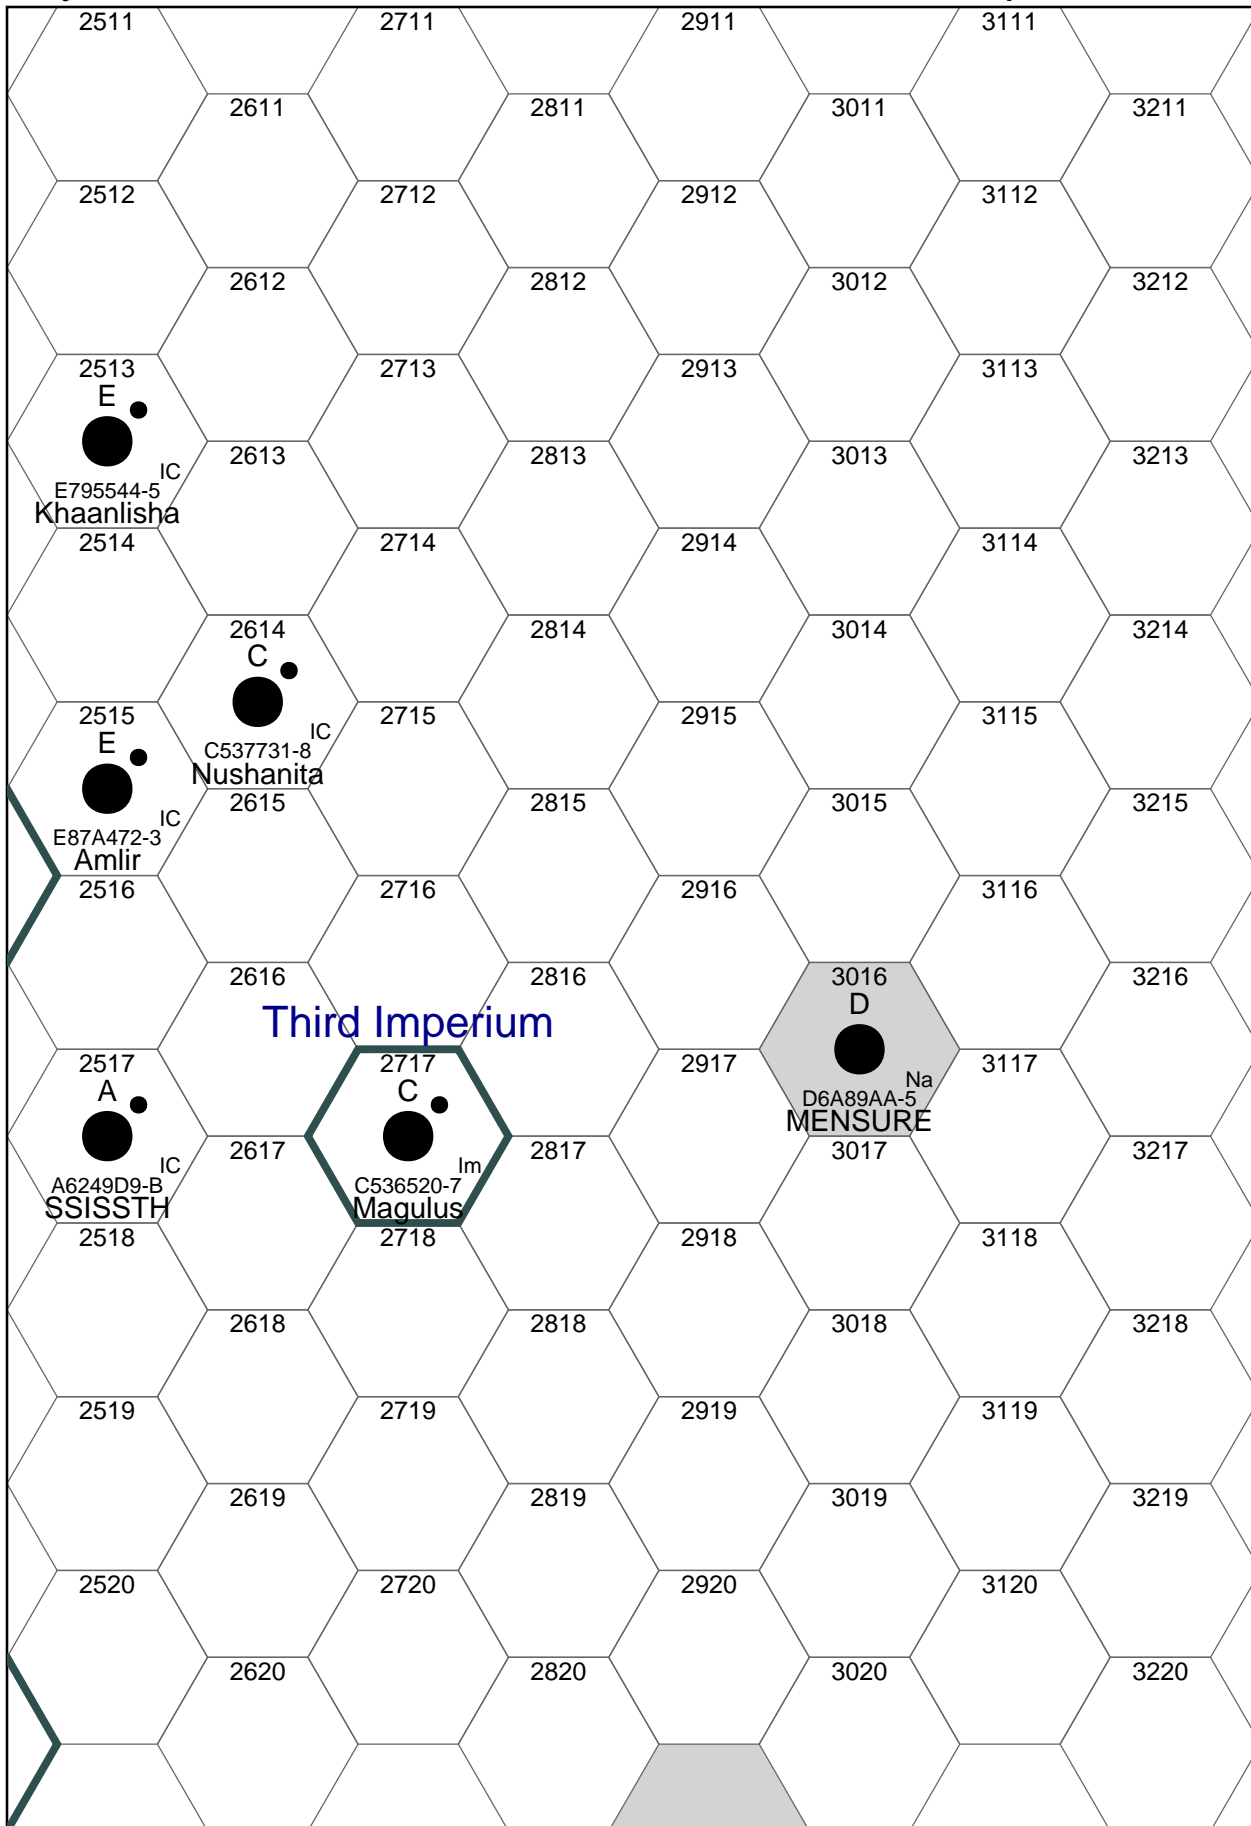 2511 2711 2911 3111
2611 2811 3011 3211
2512 2712 2912 3112
2612 2812 3012 3212
2513 2713 2913 3113
E
2613 2813 3013 3213
IC
E795544-5
Khaanlisha
2514 2714 2914 3114
2614 2814 3014 3214
C
2515 2715 2915 3115
E
IC
C537731-8
Nushanita
2615 2815 3015 3215
IC
E87A472-3
Amlir
2516 2716 2916 3116
2616 2816 3016 3216
D
Third Imperium
2517 2717 2917 3117
A C
Na
D6A89AA-5
MENSURE
2617 2817 3017 3217
IC Im
A6249D9-B C536520-7
SSISSTH Magulus
2518 2718 2918 3118
2618 2818 3018 3218
2519 2719 2919 3119
2619 2819 3019 3219
2520 2720 2920 3120
2620 2820 3020 3220